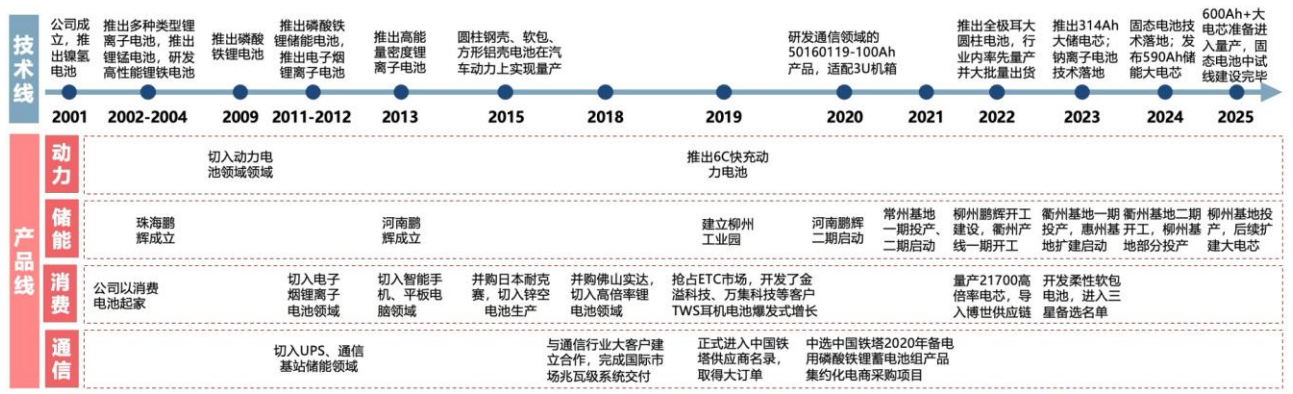 技术线
公司成
立，推
出镍氢
电池
推出多种类型锂
离子电池，推出
锂锰电池，研发
高性能锂铁电池
推出磷酸
铁锂电池
推出磷酸铁
锂储能电池，
推出电子烟
锂离子电池
推出高能
量密度锂
离子电池
圆柱钢壳、软包、
方形铝壳电池在汽
车动力上实现量产
研发通信领域的
50160119-100Ah
产品，适配3U机箱
推出全极耳大
圆柱电池，行
业内率先量产
并大批量出货
推出314Ah
大储电芯；
钠离子电池
技术落地
固态电池技
术落地；发
布590Ah储
能大电芯
600Ah+大
电芯准备进
入量产，固
态电池中试
线建设完毕
2001
2002-2004
2009
2011-2012
2013
2015
2018
2019
2020
2021
2022
2023
2024
2025
产品线
动力
切入动力电
池领域领域
推出6C快充动
力电池
储能
珠海鹏
辉成立
河南鹏
辉成立
建立柳州
工业园
河南鹏辉
二期启动
常州基地
一期投产、
二期启动
柳州鹏辉开工
建设，衢州产
线一期开工
衢州基地一期
投产，惠州基
地扩建启动
衢州基地二期
开工，柳州基
地部分投产
柳州基地投
产，后续扩
建大电芯
消费
公司以消费
电池起家
切入电子
烟锂离子
电池领域
切入智能手
机、平板电
脑领域
并购日本耐克
赛，切入锌空
电池生产
并购佛山实达，
切入高倍率锂
电池领域
抢占ETC市场，开发了金
溢科技、万集科技等客户
TWS耳机电池爆发式增长
量产21700高
倍率电芯，导
入博世供应链
开发柔性软包
电池，进入三
星备选名单
通信
切入UPS、通信
基站储能领域
与通信行业大客户建
立合作，完成国际市
场兆瓦级系统交付
正式进入中国铁
塔供应商名录，
取得大订单
中选中国铁塔2020年备电
用磷酸铁锂蓄电池组产品
集约化电商采购项目